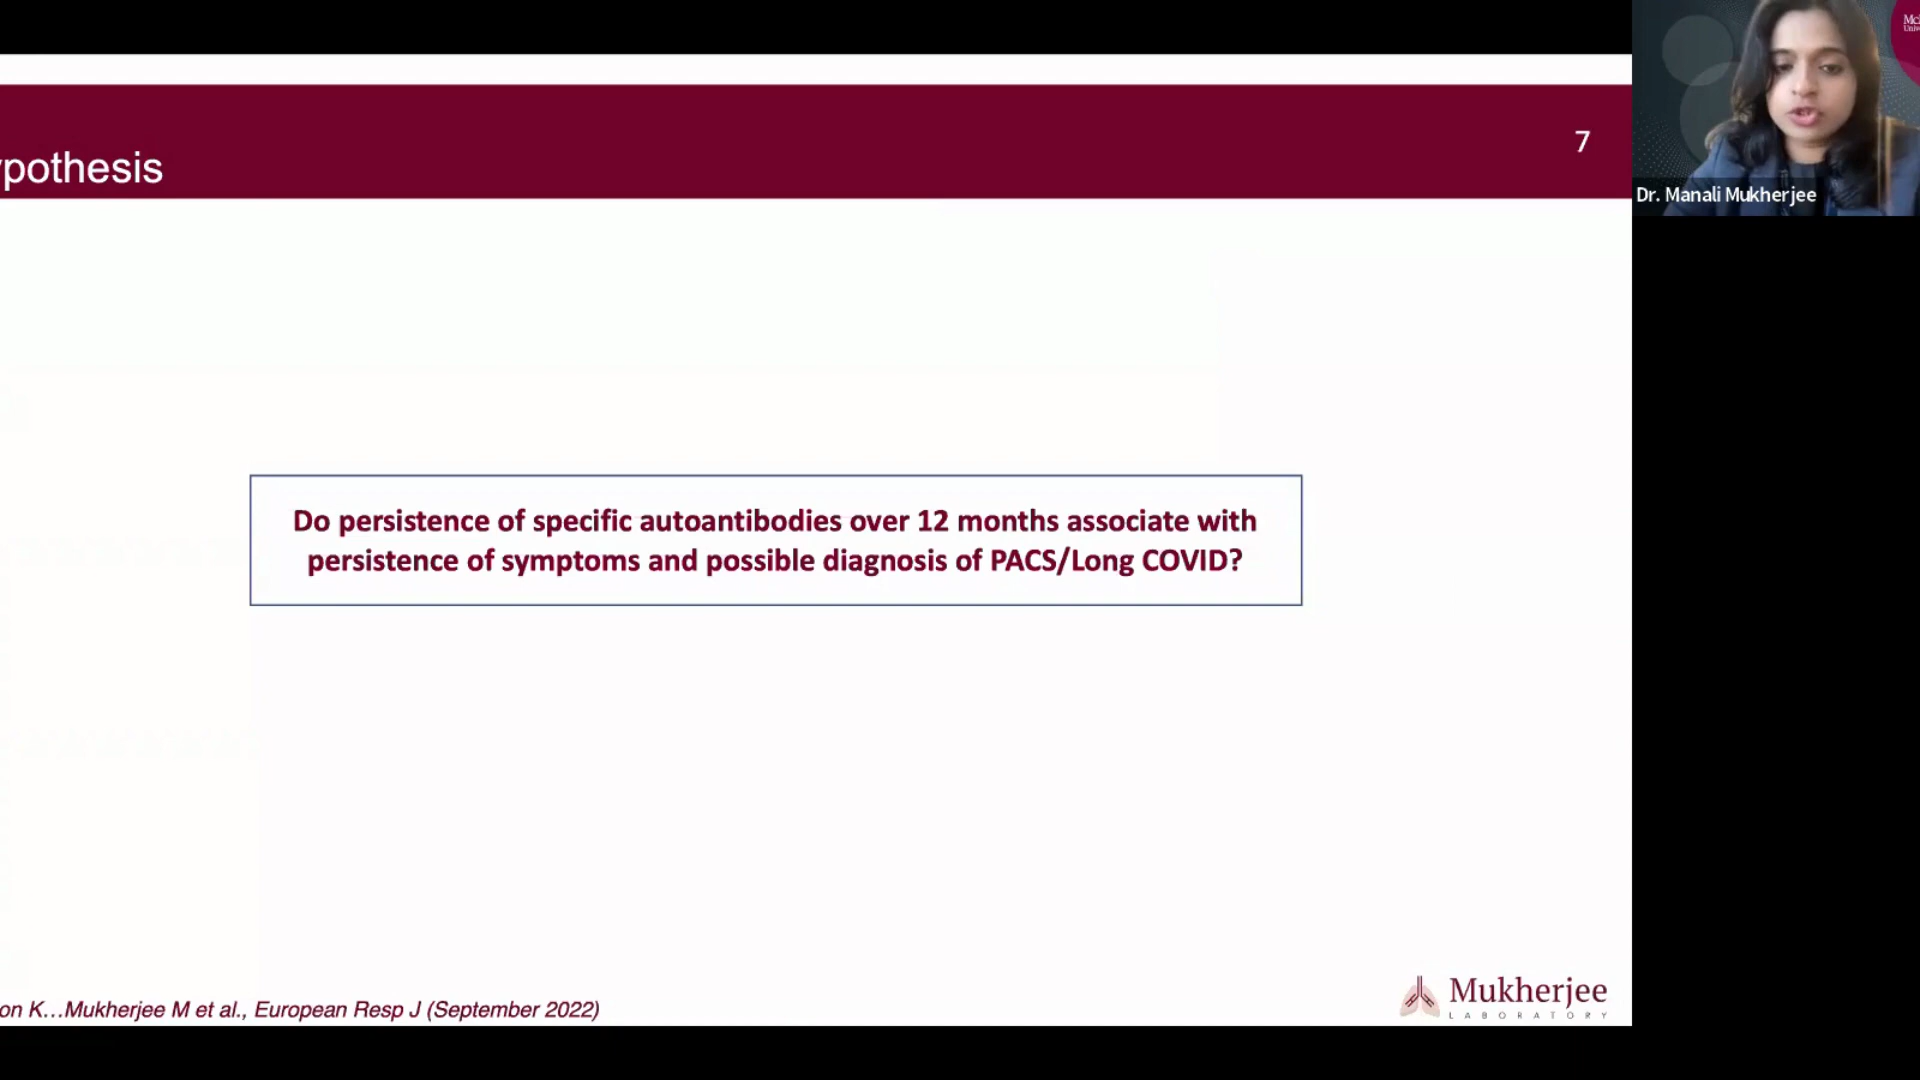 ypothesis
7
Dr. Manali Mukherjee
Do persistence of specific autoantibodies over 12 months associate with
persistence of symptoms and possible diagnosis of PACS/Long COVID?
on K...Mukherjee M et al., European Resp J (September 2022)
Mukherjee
LABORATORY